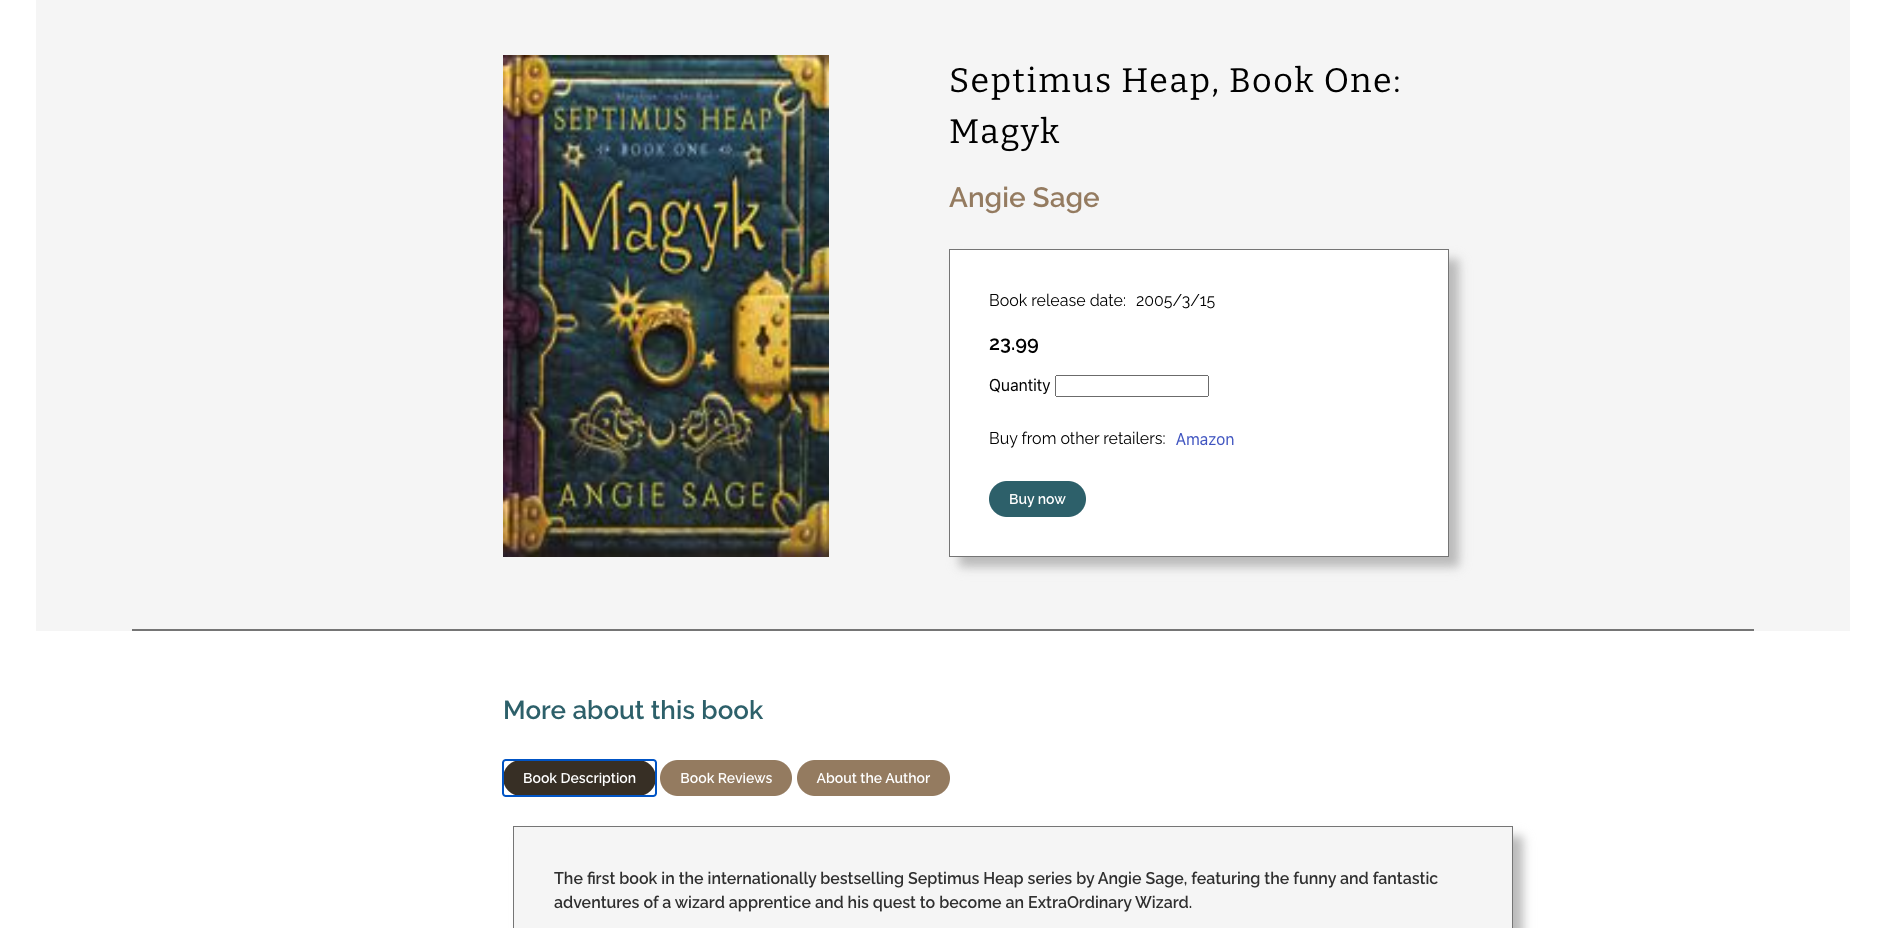 SEPTIMUS HEAP
BOOK ONE
Magyk
ANGIE SAGE
Septimus Heap, Book One:
Magyk
Angie Sage
Book release date: 2005/3/15
23.99
Quantity
Buy from other retailers: Amazon
Buy now
More about this book
Book Description Book Reviews About the Author
The first book in the internationally bestselling Septimus Heap series by Angie Sage, featuring the funny and fantastic
adventures of a wizard apprentice and his quest to become an ExtraOrdinary Wizard.